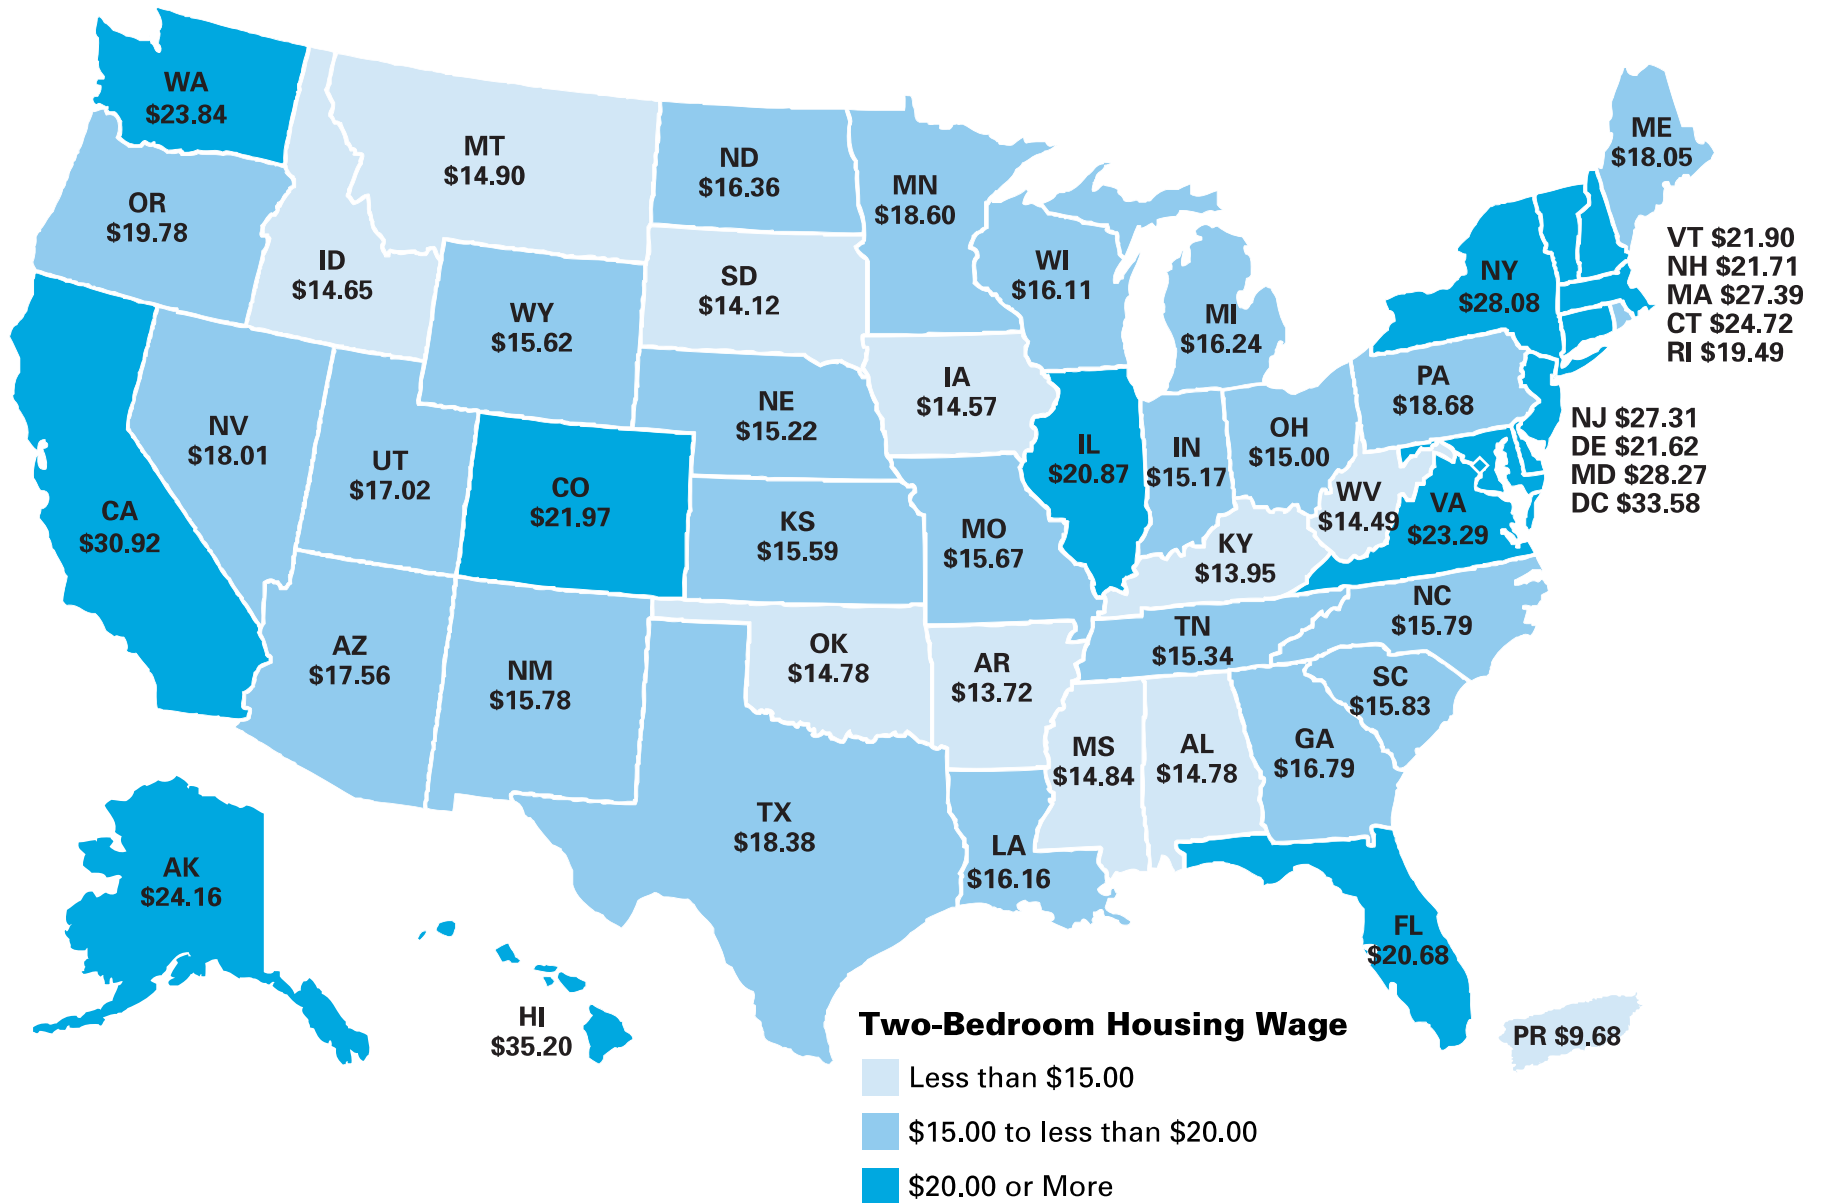 WA
$23.84
MT
$14.90
ND
$16.36
MN
$18.60
ME
$18.05
OR
$19.78
ID
$14.65
SD
$14.12
WI
$16.11
MI
$16.24
NY
$28.08
VT $21.90
NH $21.71
MA $27.39
CT $24.72
RI $19.49
WY
$15.62
IA
$14.57
NE
$15.22
PA
$18.68
NJ $27.31
DE $21.62
MD $28.27
DC $33.58
NV
$18.01
UT
$17.02
CO
$21.97
IL
$20.87
IN
$15.17
OH
$15.00
WV
$14.49
VA
$23.29
CA
$30.92
KS
$15.59
MO
$15.67
KY
$13.95
NC
$15.79
AZ
$17.56
NM
$15.78
OK
$14.78
AR
$13.72
TN
$15.34
SC
$15.83
MS
$14.84
AL
$14.78
GA
$16.79
TX
$18.38
LA
$16.16
AK
$24.16
FL
$20.68
HI
$35.20
PR $9.68
Two-Bedroom Housing Wage
Less than $15.00
$15.00 to less than $20.00
$20.00 or More